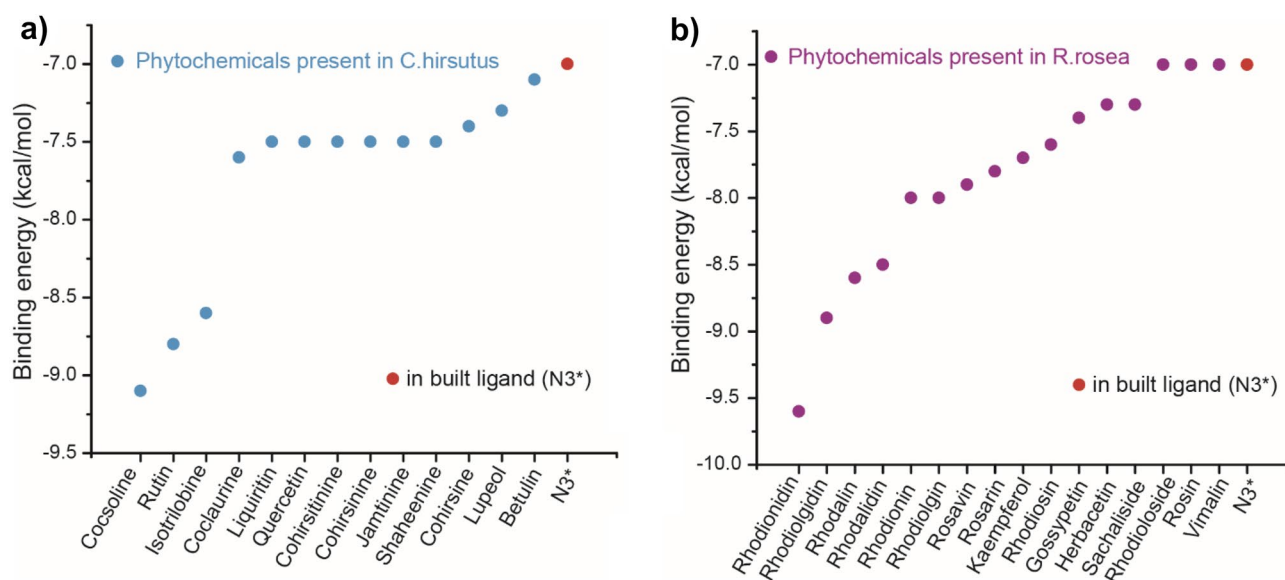 a)
Phytochemicals present in C.hirsutus
-7.0
-7.5
-8.0
-8.5
-9.0
-9.5
Binding energy (kcal/mol)
in built ligand (N3*)
Cocsoline
Rutin
Isotrilobine
Coclaurine
Liquiritin
Quercetin
Cohirsitinine
Cohirsinine
Jamtinine
Shaheenine
Cohirsine
Lupeol
Betulin
N3*
b)
Phytochemicals present in R.rosea
-7.0
-7.5
-8.0
-8.5
-9.0
-9.5
-10.0
Binding energy (kcal/mol)
in built ligand (N3*)
Rhodionidin
Rhodiolgidin
Rhodalin
Rhodalidin
Rhodionin
Rhodiolgin
Rosavin
Rosarin
Kaempferol
Rhodiosin
Gossypetin
Herbacetin
Sachaliside
Rhodioloside
Rosin
Vimalin
N3*